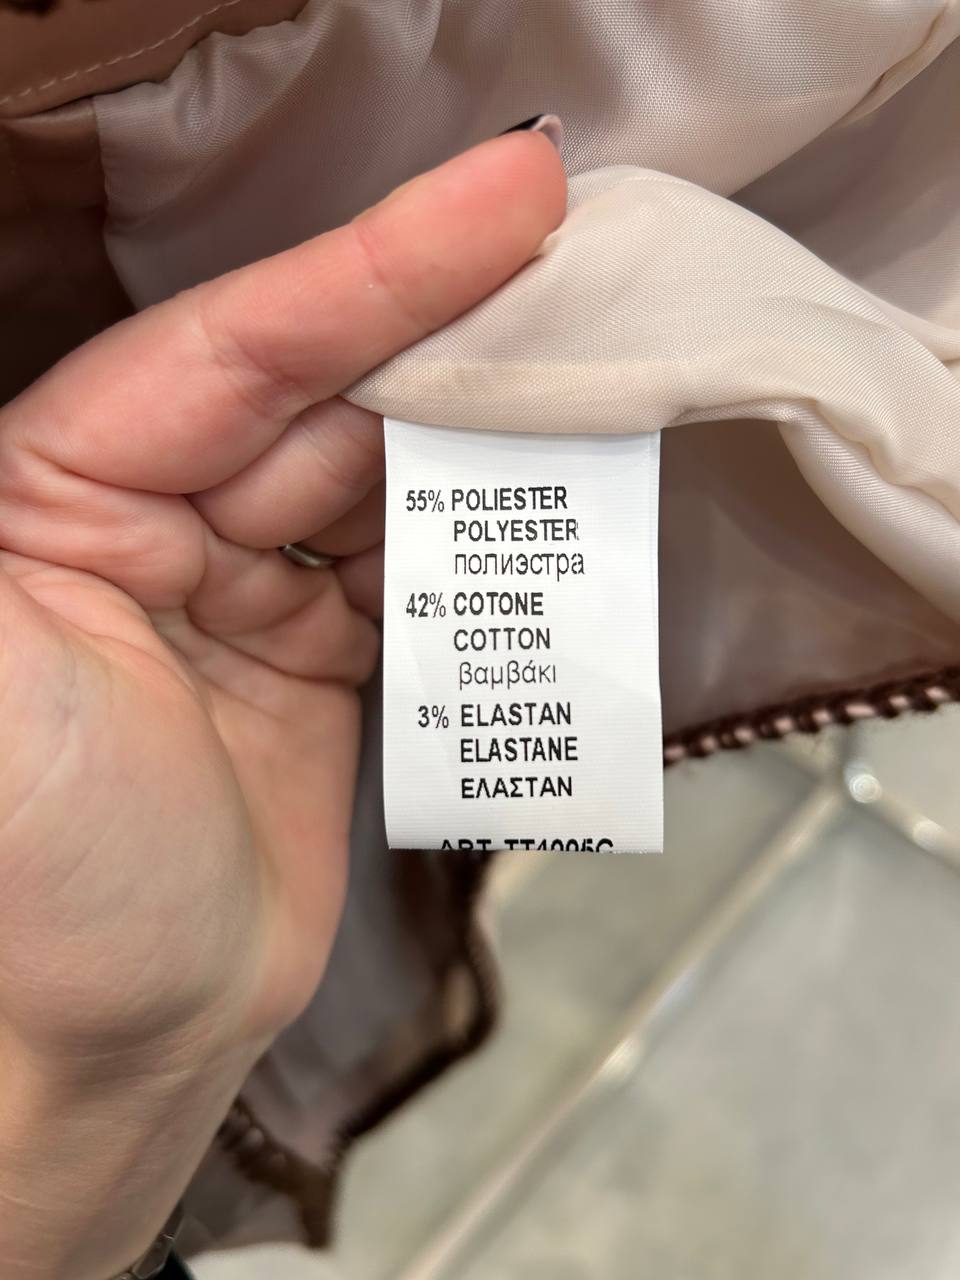 55% POLIESTER
POLYESTER
полиэстра
42% COTONE
COTTON
βαμβάκι
3% ELASTAN
ELASTANE
ΕΛΑΣΤΑΝ